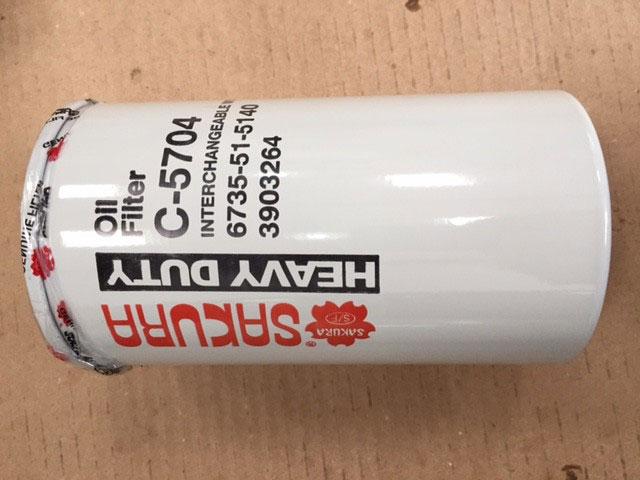 SAKURA
®
SAKURA
S/F
HEAVY DUTY
Oil
Filter
C-5704
INTERCHANGEABLE
6735-51-5140
3903264